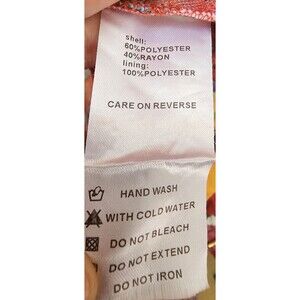 shell:
60%POLYESTER
40%RAYON
lining:
100%POLYESTER
CARE ON REVERSE
HAND WASH
WITH COLD WATER
DO NOT BLEACH
DO NOT EXTEND
DO NOT IRON